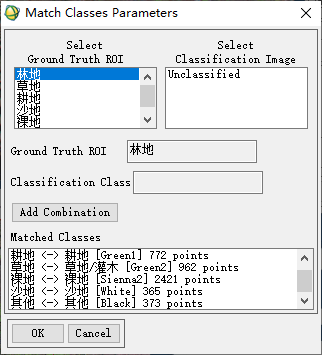 Match Classes Parameters
Select
Ground Truth ROI
Select
Classification Image
林地
草地
耕地
沙地
裸地
Unclassified
Ground Truth ROI 林地
Classification Class
Add Combination
Matched Classes
耕地 <-> 耕地 [Green1] 772 points
草地 <-> 草地/灌木 [Green2] 962 points
裸地 <-> 裸地 [Sienna2] 2421 points
沙地 <-> 沙地 [White] 365 points
其他 <-> 其他 [Black] 373 points
OK Cancel